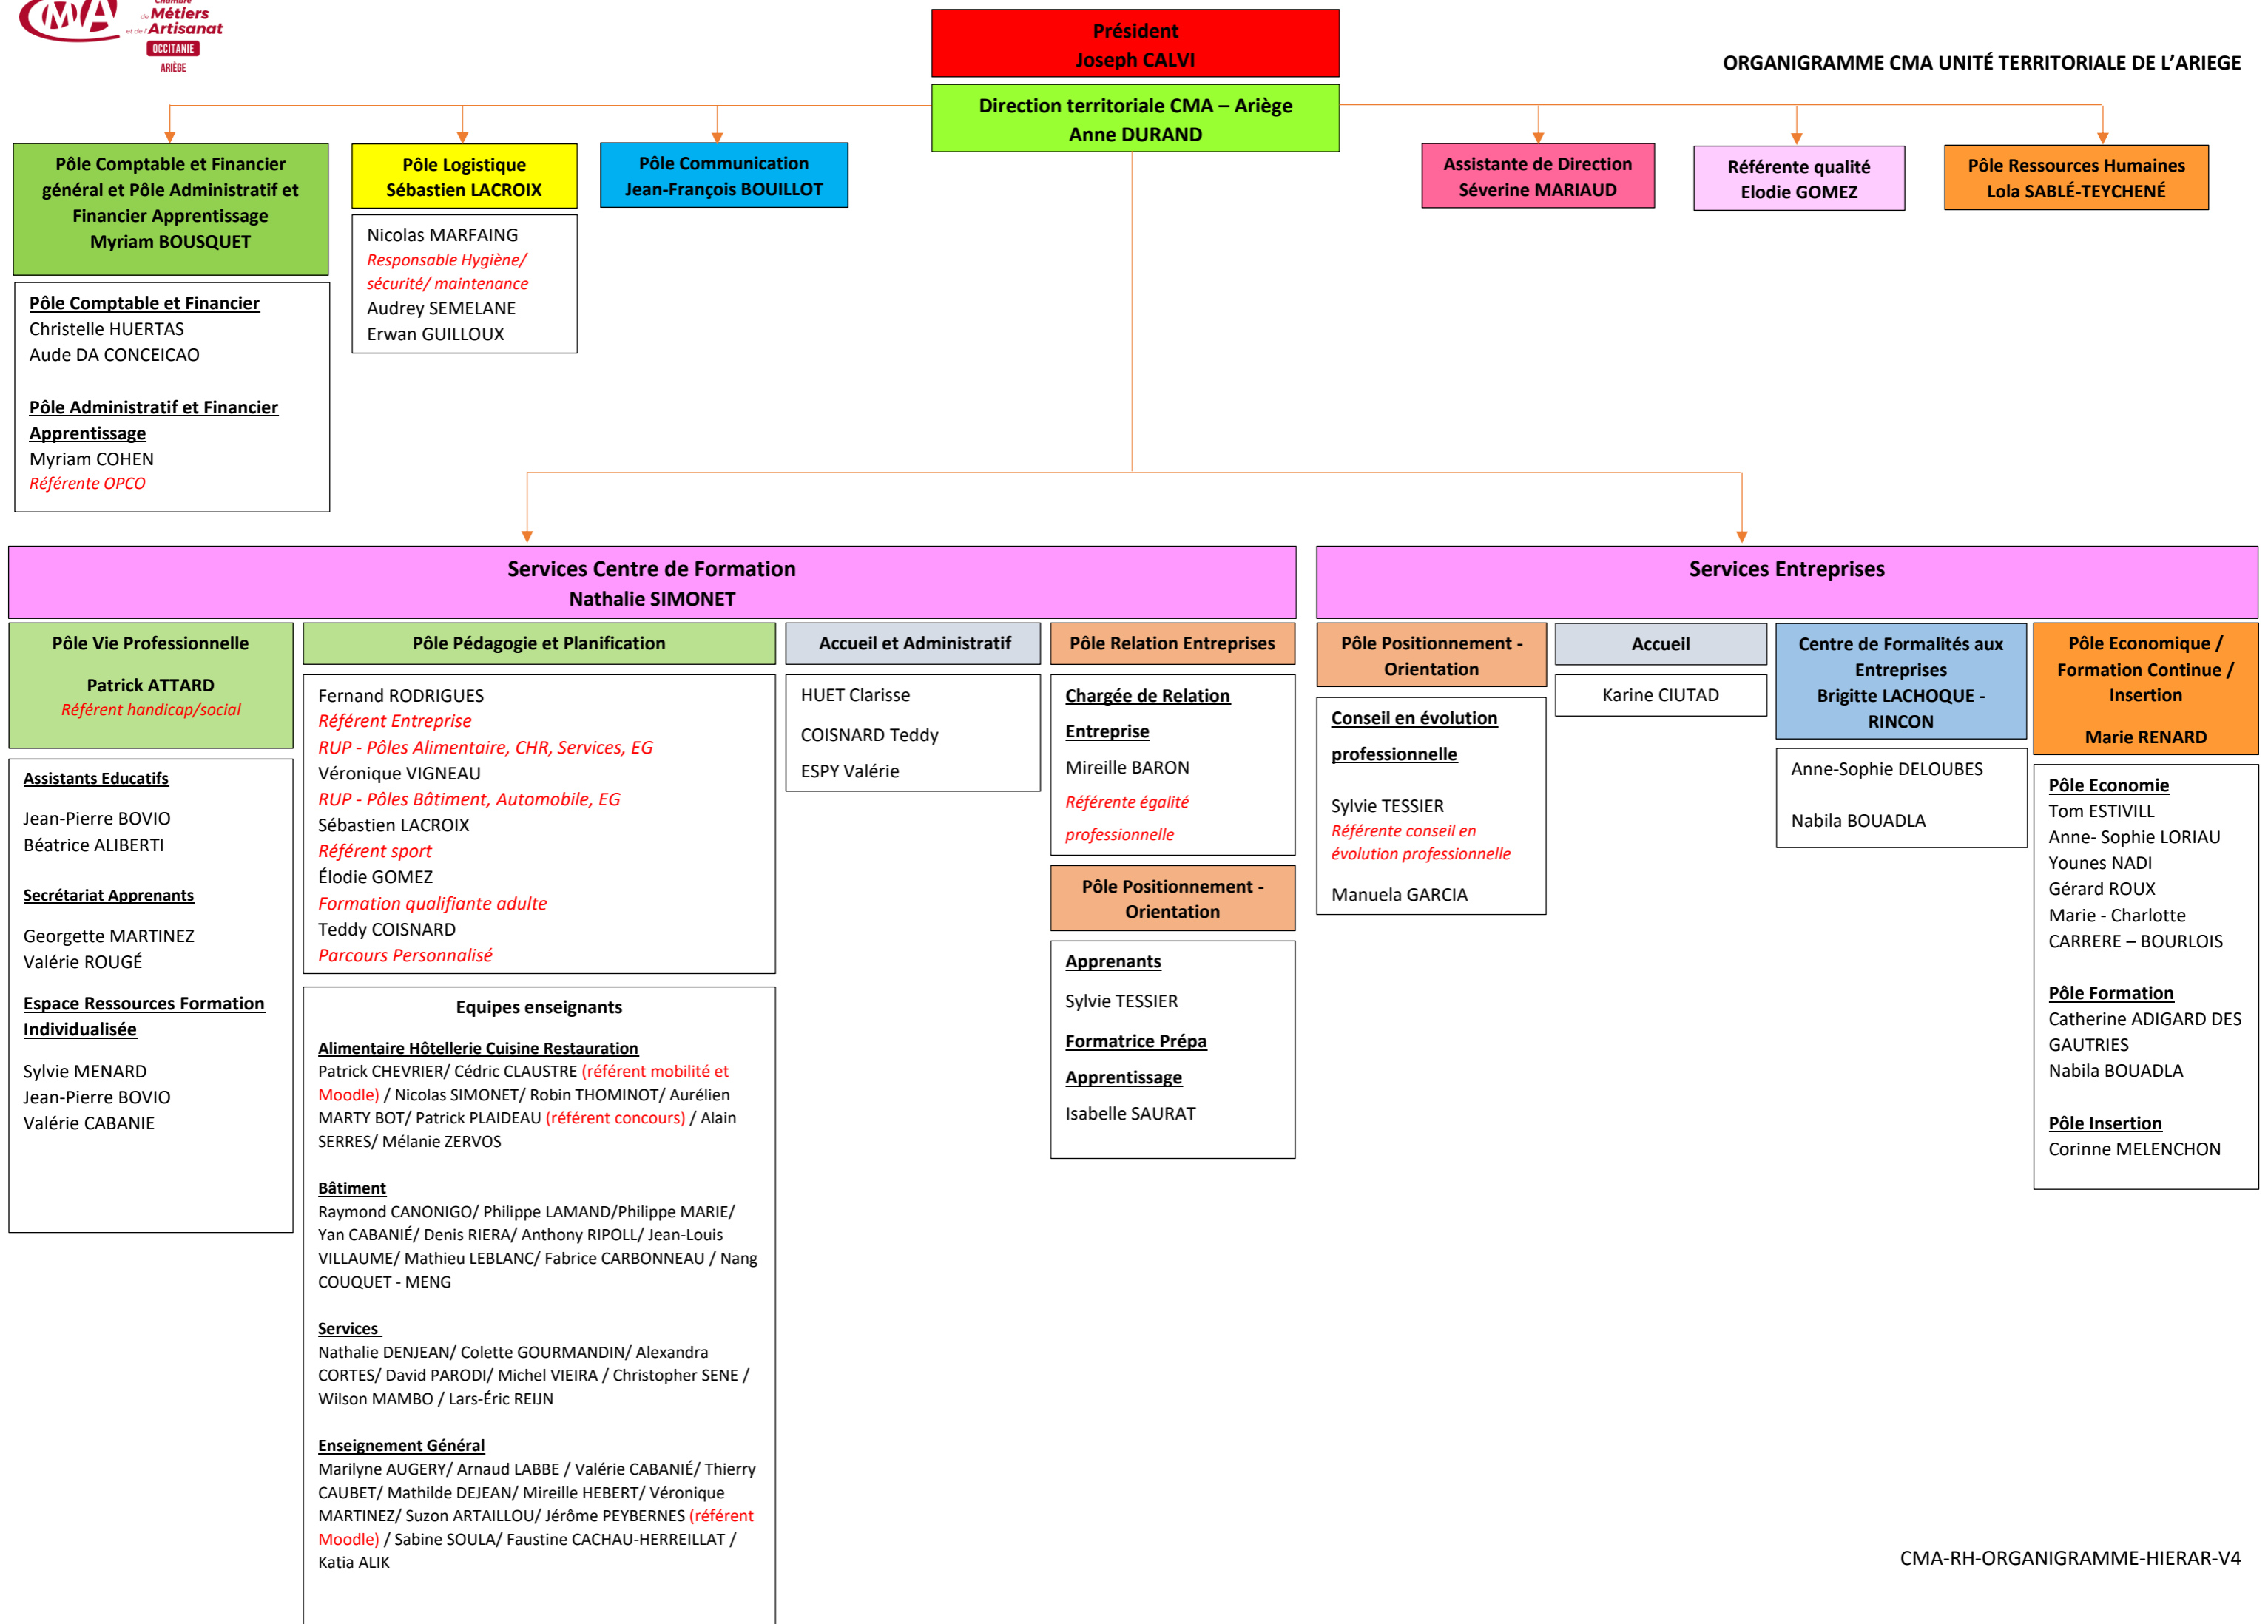 CMA
Chambre
de Métiers
et de l'Artisanat
OCCITANIE
ARIÈGE
Président
Joseph CALVI
ORGANIGRAMME CMA UNITÉ TERRITORIALE DE L'ARIEGE
Direction territoriale CMA – Ariège
Anne DURAND
Pôle Comptable et Financier
général et Pôle Administratif et
Financier Apprentissage
Myriam BOUSQUET
Pôle Logistique
Sébastien LACROIX
Pôle Communication
Jean-François BOUILLOT
Assistante de Direction
Séverine MARIAUD
Référente qualité
Elodie GOMEZ
Pôle Ressources Humaines
Lola SABLÉ-TEYCHENÉ
Pôle Comptable et Financier
Christelle HUERTAS
Aude DA CONCEICAO
Pôle Administratif et Financier
Apprentissage
Myriam COHEN
Référente OPCO
Nicolas MARFAING
Responsable Hygiène/
sécurité/ maintenance
Audrey SEMELANE
Erwan GUILLOUX
Services Centre de Formation
Nathalie SIMONET
Services Entreprises
Pôle Vie Professionnelle
Patrick ATTARD
Référent handicap/social
Assistants Educatifs
Jean-Pierre BOVIO
Béatrice ALIBERTI
Secrétariat Apprenants
Georgette MARTINEZ
Valérie ROUGÉ
Espace Ressources Formation
Individualisée
Sylvie MENARD
Jean-Pierre BOVIO
Valérie CABANIE
Pôle Pédagogie et Planification
Fernand RODRIGUES
Référent Entreprise
RUP - Pôles Alimentaire, CHR, Services, EG
Véronique VIGNEAU
RUP - Pôles Bâtiment, Automobile, EG
Sébastien LACROIX
Référent sport
Élodie GOMEZ
Formation qualifiante adulte
Teddy COISNARD
Parcours Personnalisé
Equipes enseignants
Alimentaire Hôtellerie Cuisine Restauration
Patrick CHEVRIER/ Cédric CLAUSTRE (référent mobilité et
Moodle) / Nicolas SIMONET/ Robin THOMINOT/ Aurélien
MARTY BOT/ Patrick PLAIDEAU (référent concours) / Alain
SERRES/ Mélanie ZERVOS
Bâtiment
Raymond CANONIGO/ Philippe LAMAND/Philippe MARIE/
Yan CABANIÉ/ Denis RIERA/ Anthony RIPOLL/ Jean-Louis
VILLAUME/ Mathieu LEBLANC/ Fabrice CARBONNEAU / Nang
COUQUET - MENG
Services
Nathalie DENJEAN/ Colette GOURMANDIN/ Alexandra
CORTES/ David PARODI/ Michel VIEIRA / Christopher SENE /
Wilson MAMBO / Lars-Éric REIJN
Enseignement Général
Marilyne AUGERY/ Arnaud LABBE / Valérie CABANIÉ/ Thierry
CAUBET/ Mathilde DEJEAN/ Mireille HEBERT/ Véronique
MARTINEZ/ Suzon ARTAILLOU/ Jérôme PEYBERNES (référent
Moodle) / Sabine SOULA/ Faustine CACHAU-HERREILLAT /
Katia ALIK
Accueil et Administratif
HUET Clarisse
COISNARD Teddy
ESPY Valérie
Pôle Relation Entreprises
Chargée de Relation
Entreprise
Mireille BARON
Référente égalité
professionnelle
Pôle Positionnement -
Orientation
Apprenants
Sylvie TESSIER
Formatrice Prépa
Apprentissage
Isabelle SAURAT
Pôle Positionnement -
Orientation
Conseil en évolution
professionnelle
Sylvie TESSIER
Référente conseil en
évolution professionnelle
Manuela GARCIA
Accueil
Karine CIUTAD
Centre de Formalités aux
Entreprises
Brigitte LACHOQUE -
RINCON
Anne-Sophie DELOUBES
Nabila BOUADLA
Pôle Economique /
Formation Continue /
Insertion
Marie RENARD
Pôle Economie
Tom ESTIVILL
Anne- Sophie LORIAU
Younes NADI
Gérard ROUX
Marie - Charlotte
CARRERE – BOURLOIS
Pôle Formation
Catherine ADIGARD DES
GAUTRIES
Nabila BOUADLA
Pôle Insertion
Corinne MELENCHON
CMA-RH-ORGANIGRAMME-HIERAR-V4